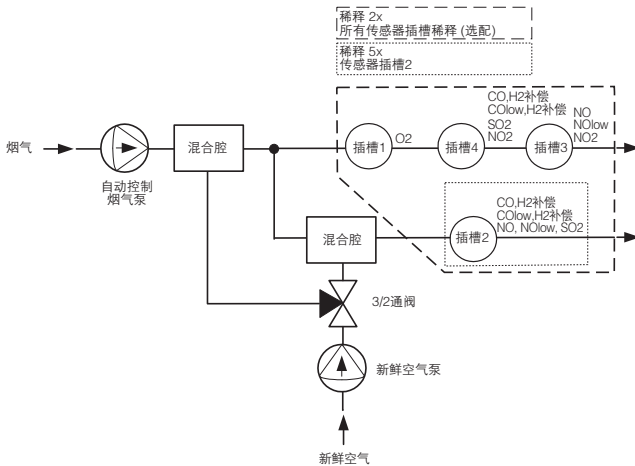 稀释 2x
所有传感器插槽稀释 (选配)
稀释 5x
传感器插槽2
烟气
自动控制
烟气泵
混合腔
插槽1
O2
插槽4
CO,H2补偿
COlow,H2补偿
SO2
NO2
插槽3
NO
NOlow
NO2
混合腔
插槽2
CO,H2补偿
COlow,H2补偿
NO, NOlow, SO2
3/2通阀
新鲜空气泵
新鲜空气